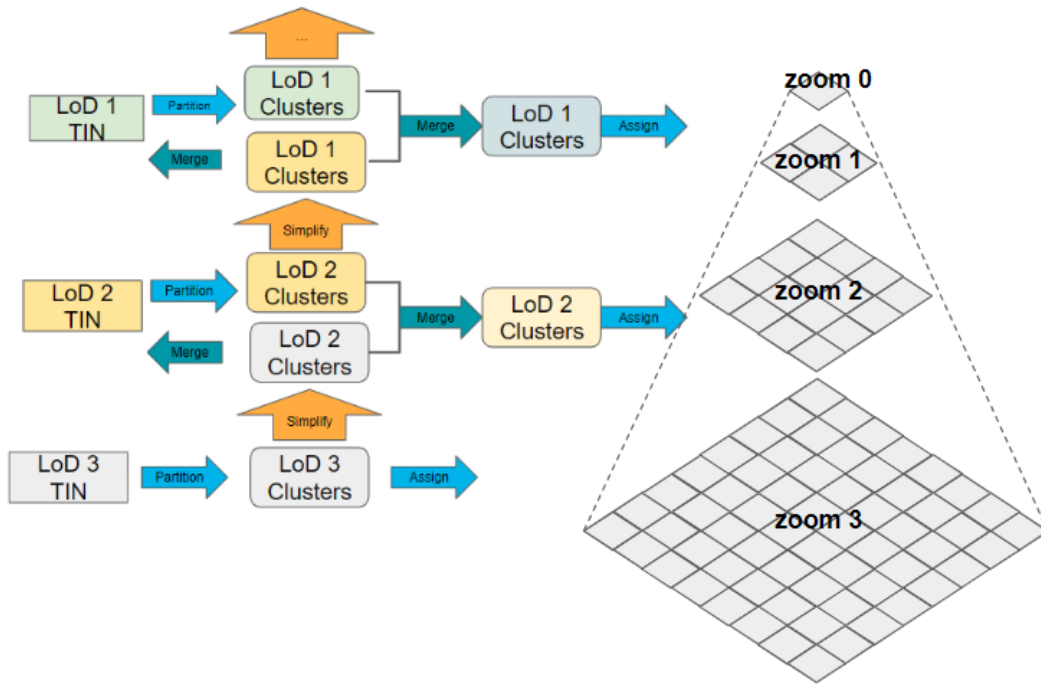 ...
LoD 1
Clusters
LoD 1
TIN
Partition
Merge
LoD 1
Clusters
Merge
LoD 1
Clusters
Assign
Simplify
LoD 2
Clusters
LoD 2
TIN
Partition
Merge
LoD 2
Clusters
Merge
LoD 2
Clusters
Assign
Simplify
LoD 3
TIN
Partition
LoD 3
Clusters
Assign
zoom 0
zoom 1
zoom 2
zoom 3